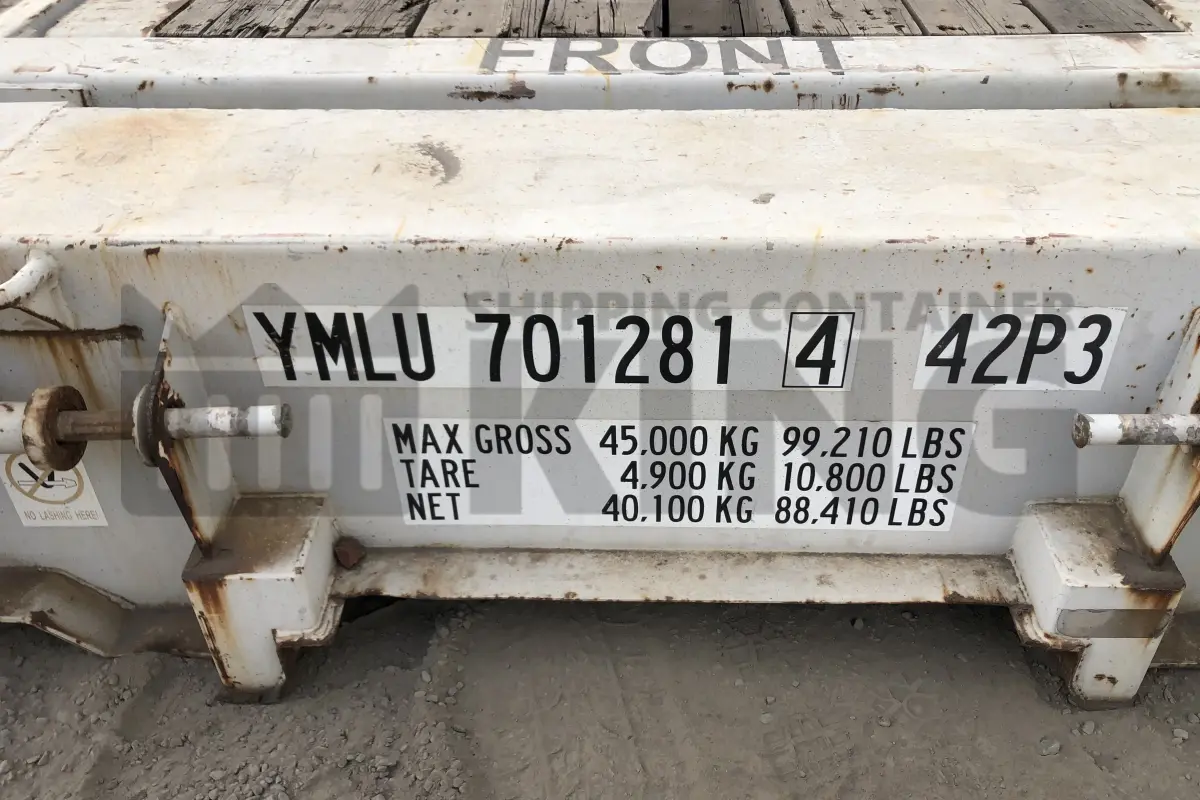 FRONT
SHIPPING CONTAINER
KING
YMLU 701281 4 42P3
MAX GROSS 45.000 KG 99.210 LBS
TARE 4.900 KG 10.800 LBS
NET 40.100 KG 88.410 LBS
NO LASHING HERE!